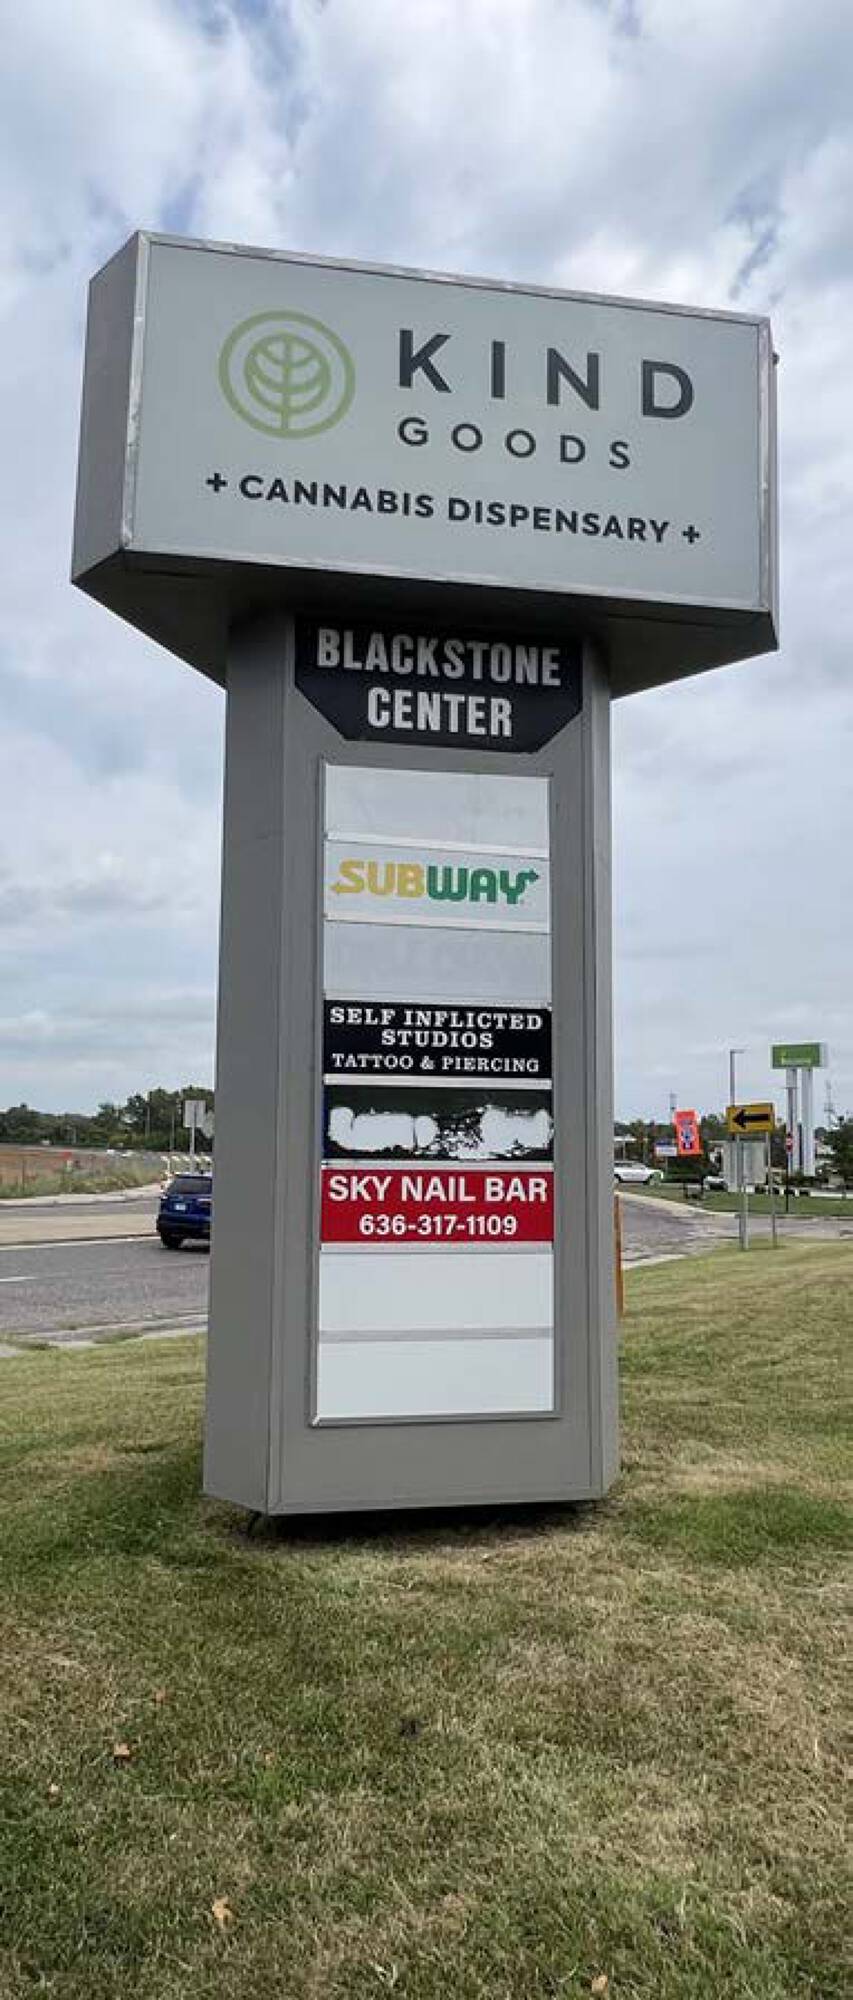 KIND
GOODS
+ CANNABIS DISPENSARY +
BLACKSTONE
CENTER
SUBWAY
SELF INFLICTED
STUDIOS
TATTOO & PIERCING
SKY NAIL BAR
636-317-1109